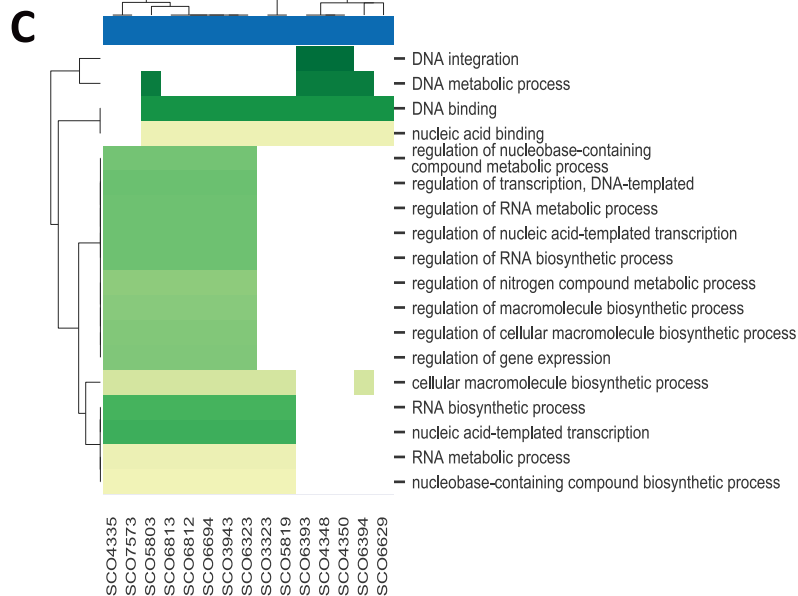 C
DNA integration
DNA metabolic process
DNA binding
nucleic acid binding
regulation of nucleobase-containing
compound metabolic process
regulation of transcription, DNA-templated
regulation of RNA metabolic process
regulation of nucleic acid-templated transcription
regulation of RNA biosynthetic process
regulation of nitrogen compound metabolic process
regulation of macromolecule biosynthetic process
regulation of cellular macromolecule biosynthetic process
regulation of gene expression
cellular macromolecule biosynthetic process
RNA biosynthetic process
nucleic acid-templated transcription
RNA metabolic process
nucleobase-containing compound biosynthetic process
SCO4335
SCO7573
SCO5803
SCO6813
SCO6812
SCO6694
SCO3943
SCO6323
SCO3323
SCO5819
SCO6393
SCO4348
SCO4350
SCO6394
SCO6629